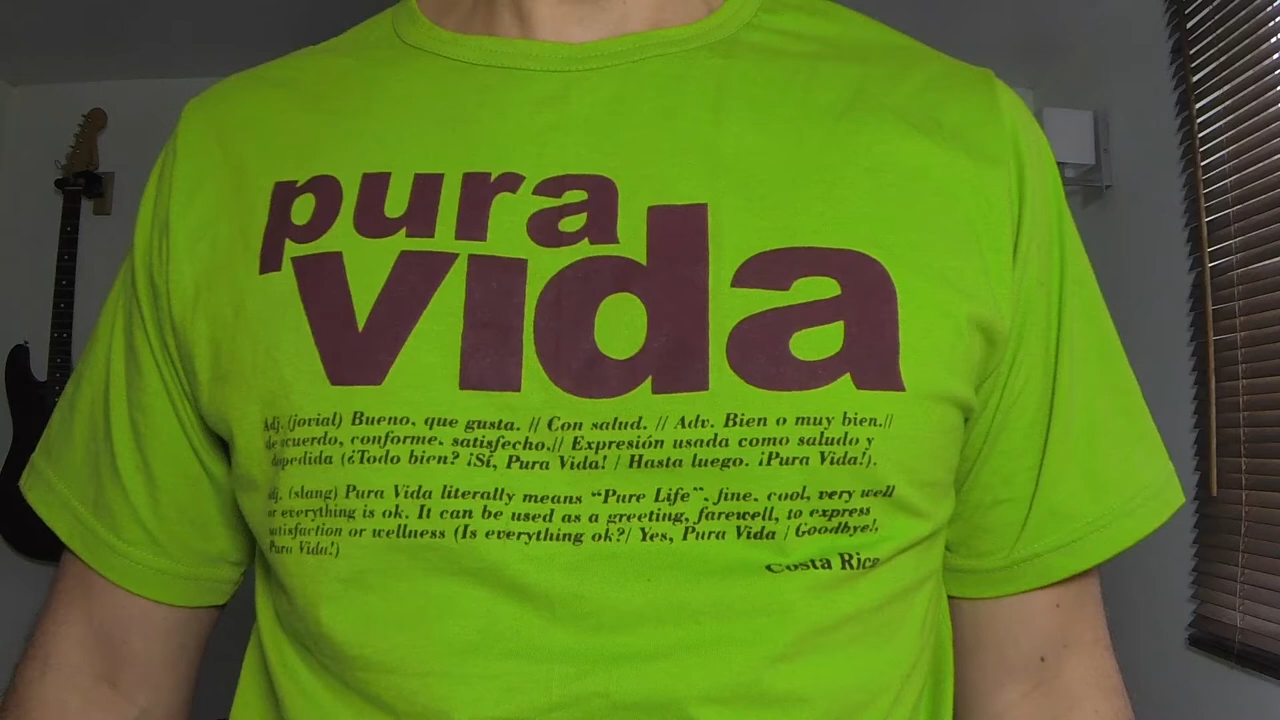 pura
vida
Adj. (jovial) Bueno, que gusta. // Con salud. // Adv. Bien o muy bien.//
de acuerdo, conforme. satisfecho.// Expresión usada como saludo y
despedida (¿Todo bien? ¡Sí, Pura Vida! / Hasta luego. ¡Pura Vida!).
adj. (slang) Pura Vida literally means “Pure Life”. fine. cool, very well
or everything is ok. It can be used as a greeting, farewell, to express
satisfaction or wellness (Is everything ok?/ Yes, Pura Vida / Goodbye!,
Pura Vida!)
Costa Rica